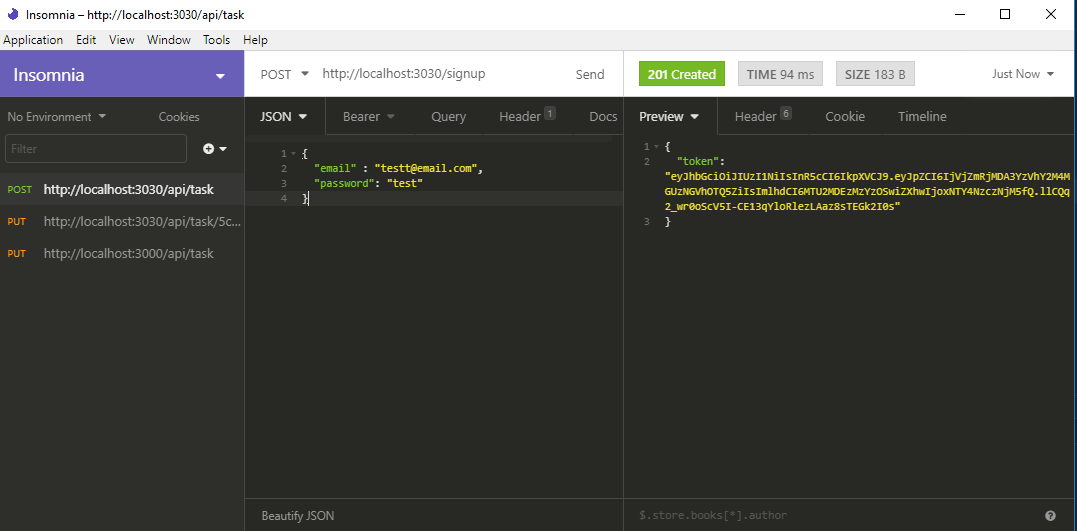 Insomnia – http://localhost:3030/api/task
Application Edit View Window Tools Help
Insomnia
POST http://localhost:3030/signup Send
201 Created TIME 94 ms SIZE 183 B Just Now
No Environment Cookies
JSON Bearer Query Header 1 Docs
Preview Header 6 Cookie Timeline
Filter
POST http://localhost:3030/api/task
PUT http://localhost:3030/api/task/5c...
PUT http://localhost:3000/api/task
1 {
2 "email" : "testt@email.com",
3 "password": "test"
4 }
1 {
2 "token":
"eyJhbGciOiJIUzI1NiIsInR5cCI6IkpXVCJ9.eyJpZCI6IjVjZmRjMDA3YzVhY2M4M
GUzNGVhOTQ5ZiIsImlhdCI6MTU2MDEzMzYzOSwiZXhwIjoxNTY4NzczNjM5fQ.llCQq
2_wr0oScV5I-CE13qYloRlezLAaz8sTEGk2I0s"
3 }
Beautify JSON
$.store.books[*].author